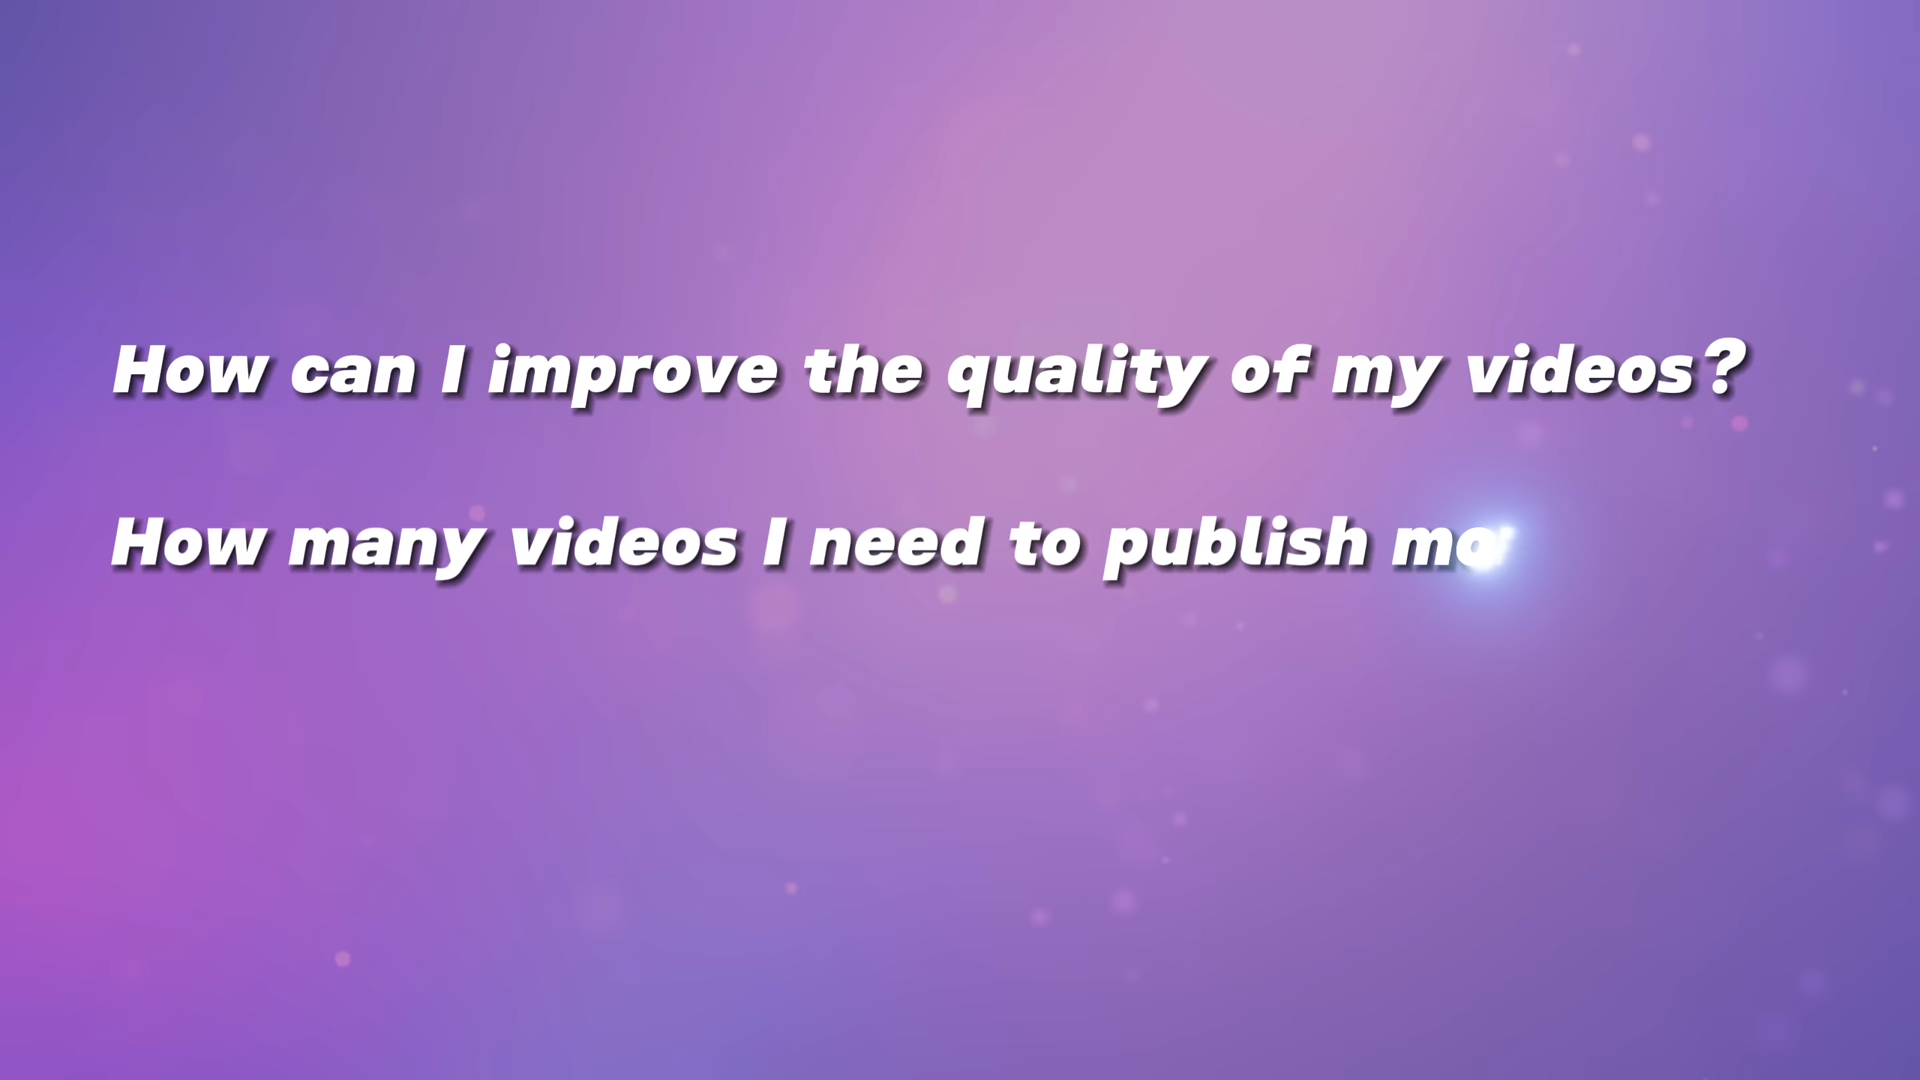 How can I improve the quality of my videos?
How many videos I need to publish